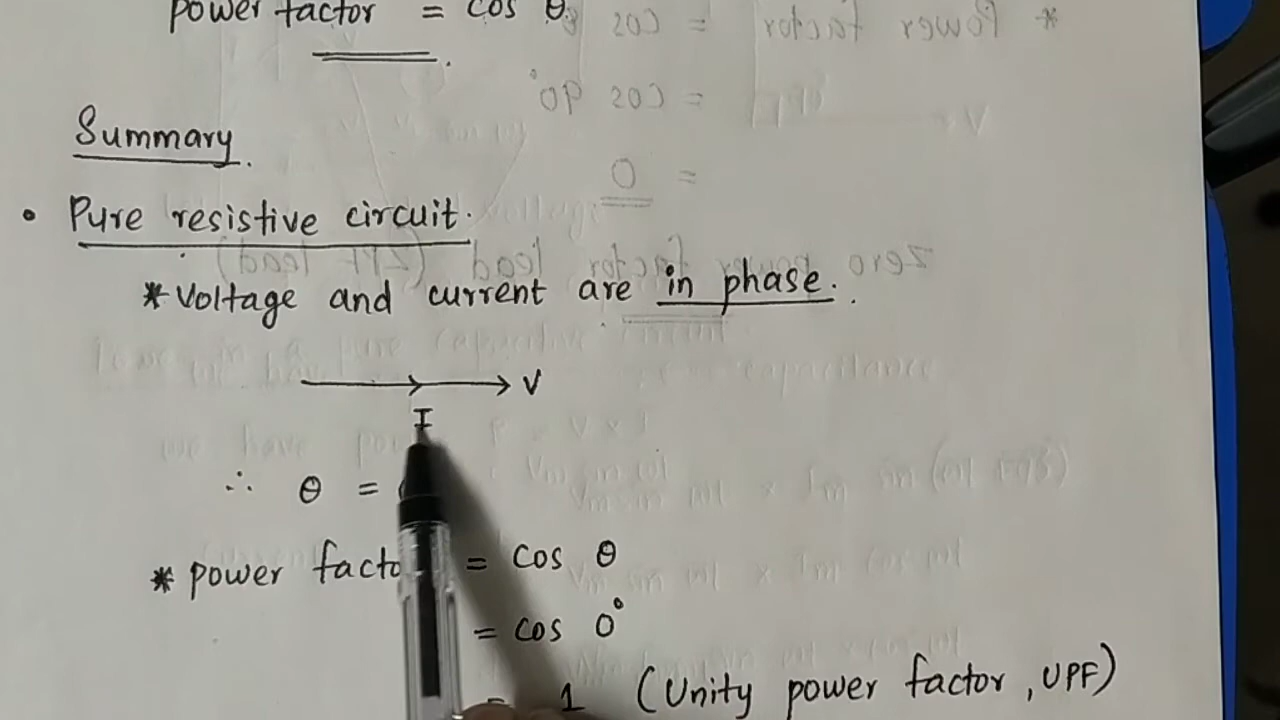 Power factor = cos θ.
Summary.
• Pure resistive circuit.
* Voltage and current are in phase.
V
I
∴ θ =
* power facto = cos θ
= cos 0°
= 1 (Unity power factor, UPF)